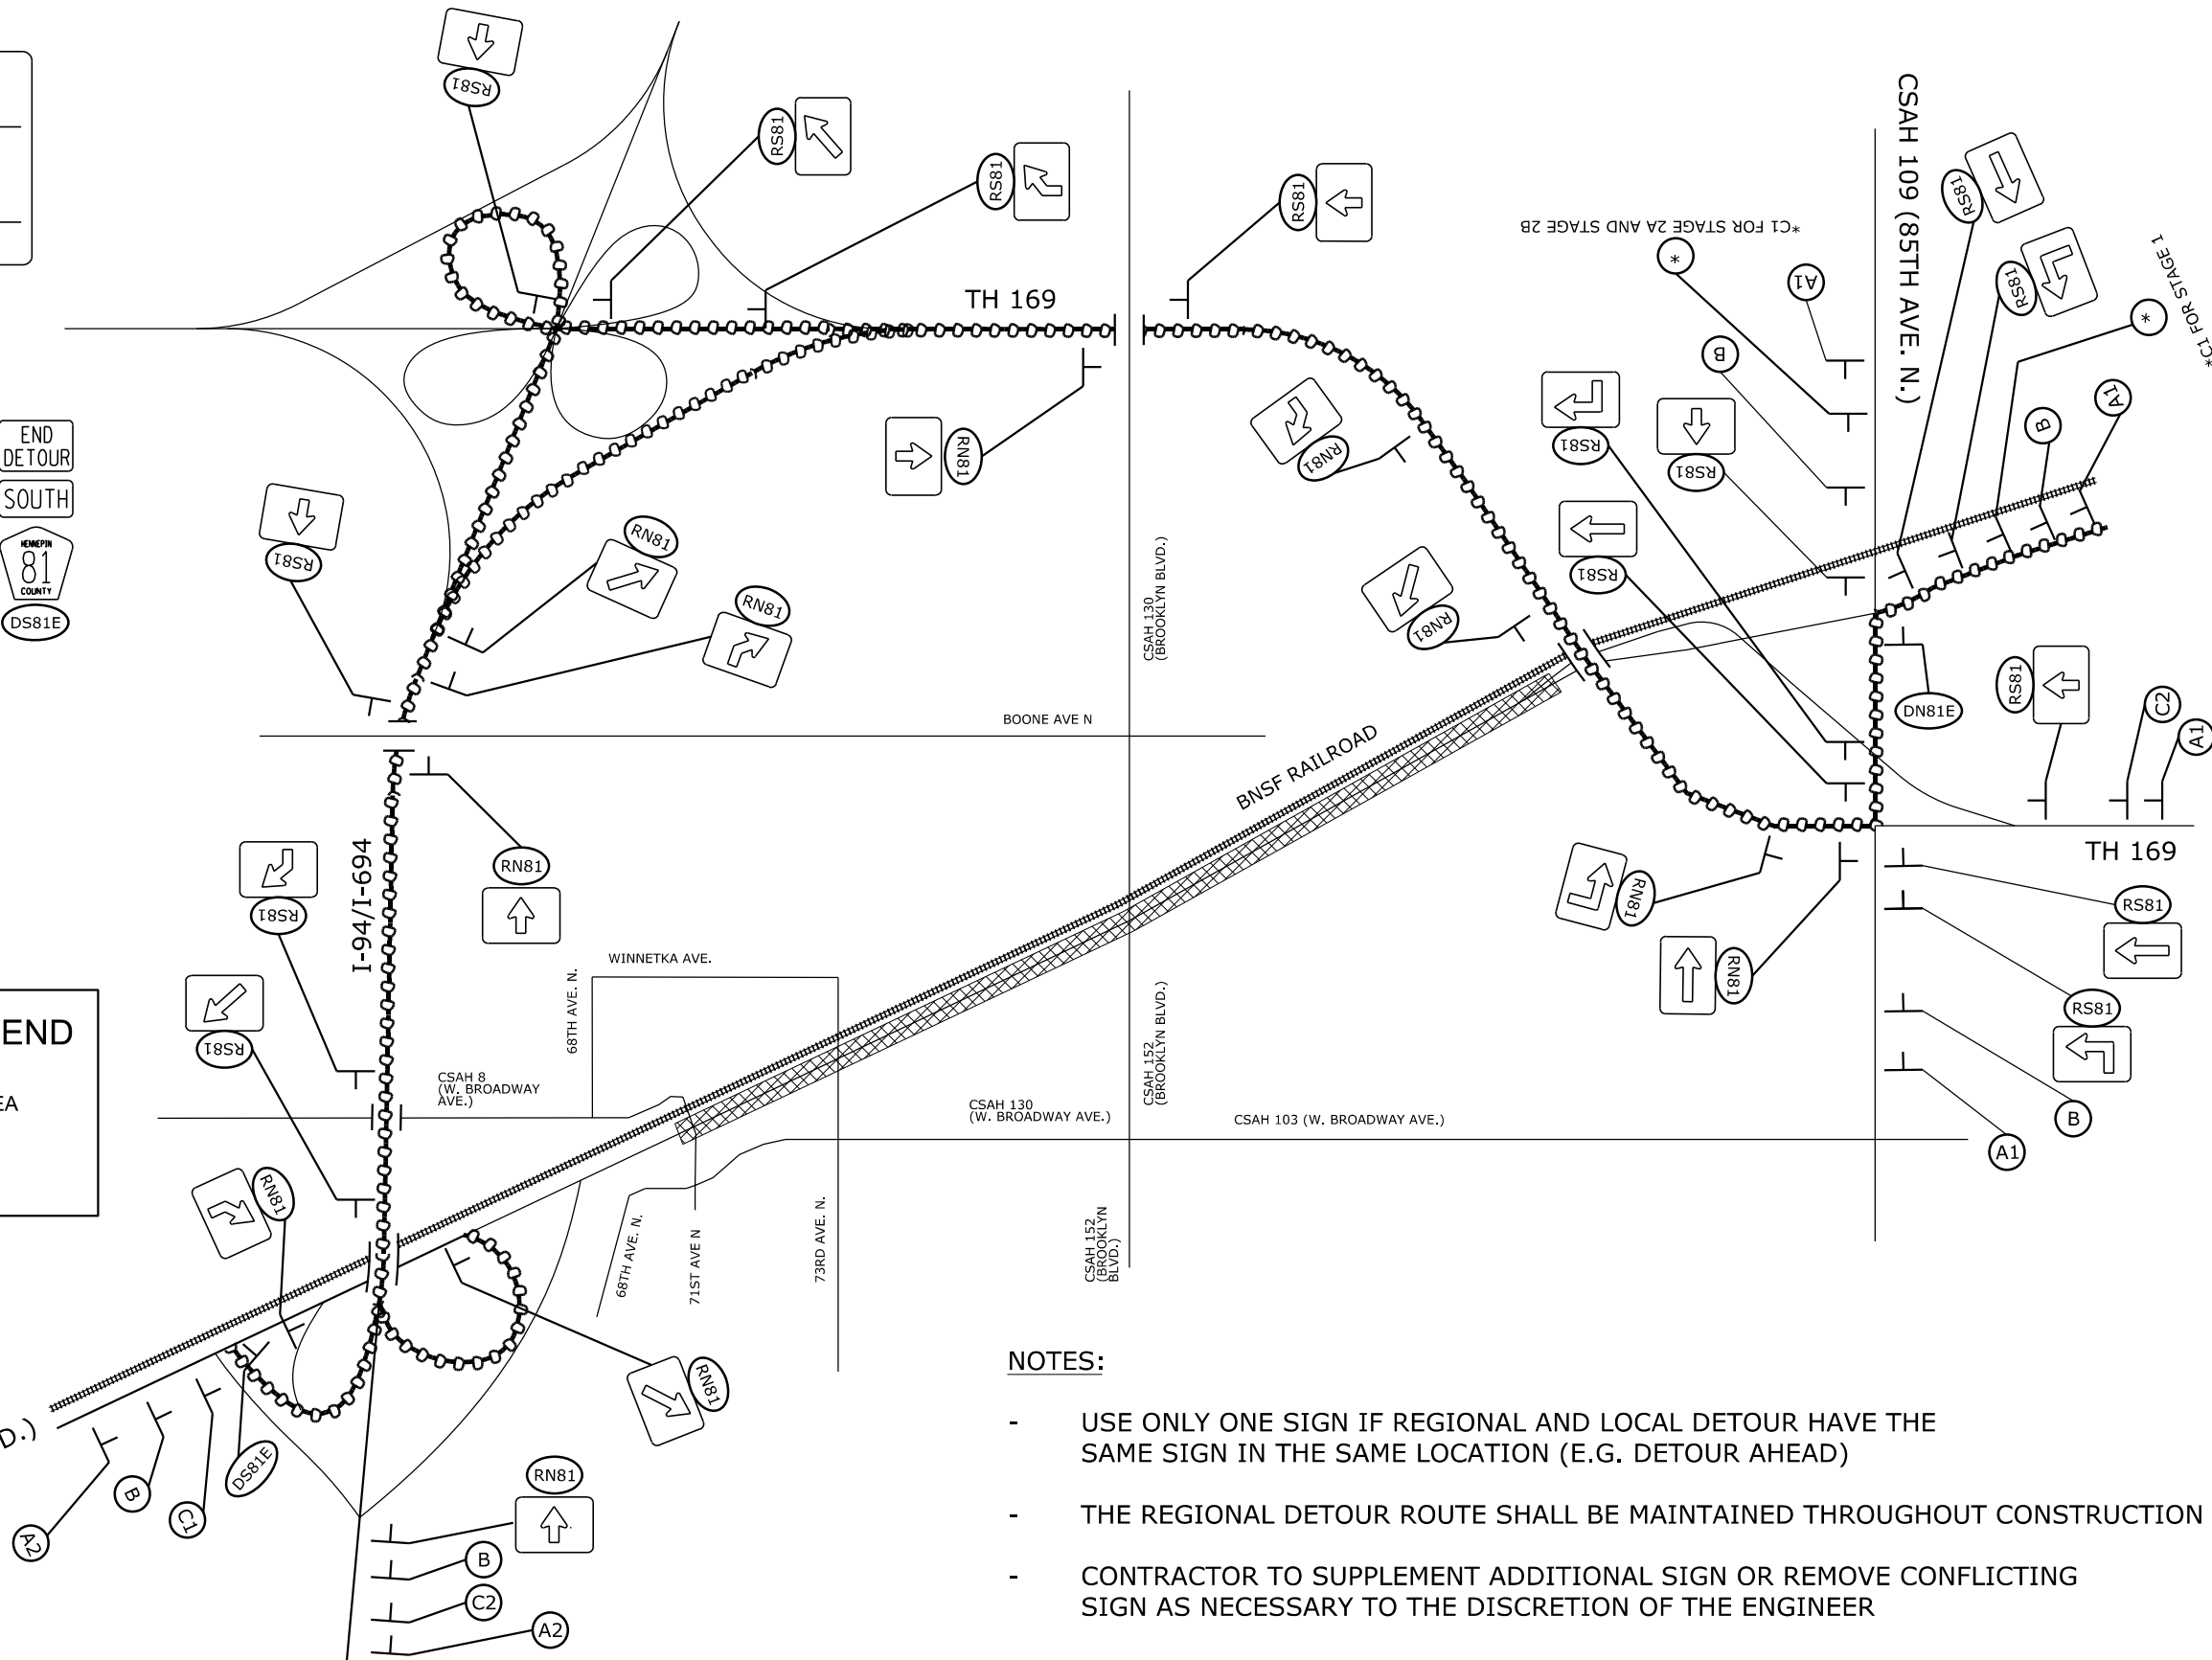 RS81
RS81
RS81
RS81
TH 169
*C1 FOR STAGE 2A AND STAGE 2B
*
A1
B
CSAH 109 (85TH AVE. N.)
RS81
RS81
*
*C1 FOR STAGE 1
B
A1
END
DETOUR
SOUTH
HENNEPIN
81
COUNTY
DS81E
RS81
RN81
RN81
RN81
RN81
RN81
RS81
RS81
RS81
CSAH 130
(BROOKLYN BLVD.)
BOONE AVE N
BNSF RAILROAD
DN81E
RS81
C2
A1
TH 169
I-94/I-694
RN81
RS81
RS81
RN81
RN81
RS81
RS81
B
A1
END
EA
WINNETKA AVE.
68TH AVE. N.
CSAH 8
(W. BROADWAY
AVE.)
CSAH 130
(W. BROADWAY AVE.)
CSAH 152
(BROOKLYN BLVD.)
CSAH 103 (W. BROADWAY AVE.)
RN81
68TH AVE. N.
71ST AVE N
73RD AVE. N.
CSAH 152
(BROOKLYN
BLVD.)
D.)
A2
B
C1
DS81E
RN81
RN81
B
C2
A2
NOTES:
- USE ONLY ONE SIGN IF REGIONAL AND LOCAL DETOUR HAVE THE
SAME SIGN IN THE SAME LOCATION (E.G. DETOUR AHEAD)
- THE REGIONAL DETOUR ROUTE SHALL BE MAINTAINED THROUGHOUT CONSTRUCTION
- CONTRACTOR TO SUPPLEMENT ADDITIONAL SIGN OR REMOVE CONFLICTING
SIGN AS NECESSARY TO THE DISCRETION OF THE ENGINEER